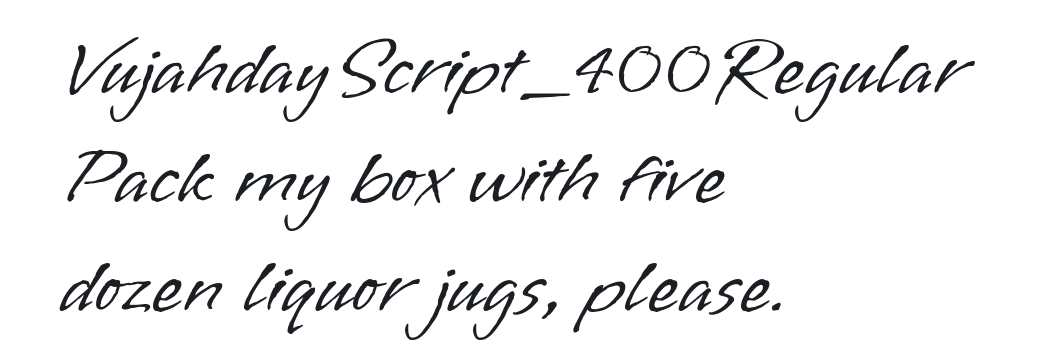 VujahdayScript_400Regular
Pack my box with five
dozen liquor jugs, please.